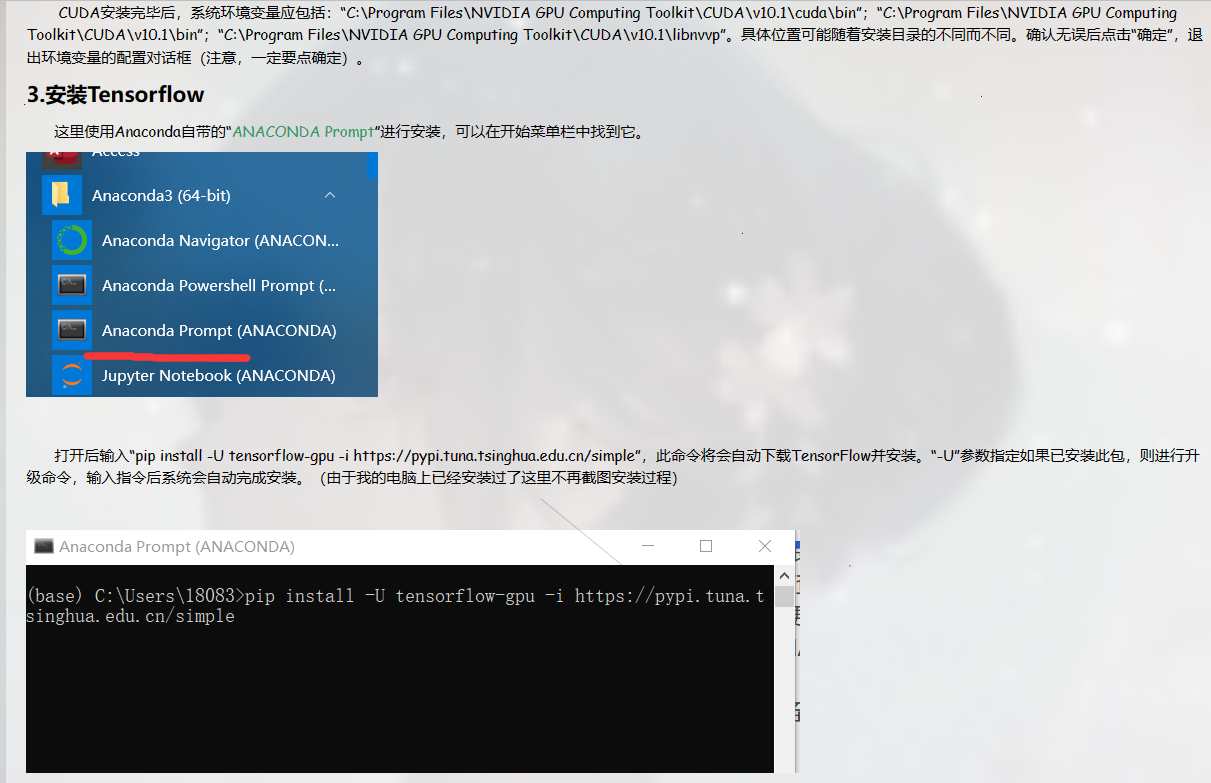 CUDA安装完毕后，系统环境变量应包括：“C:\Program Files\NVIDIA GPU Computing Toolkit\CUDA\v10.1\cuda\bin”；“C:\Program Files\NVIDIA GPU Computing
Toolkit\CUDA\v10.1\bin”；“C:\Program Files\NVIDIA GPU Computing Toolkit\CUDA\v10.1\libnvvp”。具体位置可能随着安装目录的不同而不同。确认无误后点击“确定”，退
出环境变量的配置对话框（注意，一定要点确定）。
3.安装Tensorflow
这里使用Anaconda自带的“ANACONDA Prompt”进行安装，可以在开始菜单栏中找到它。
Access
Anaconda3 (64-bit)
Anaconda Navigator (ANACON...
Anaconda Powershell Prompt (...
Anaconda Prompt (ANACONDA)
Jupyter Notebook (ANACONDA)
打开后输入“pip install -U tensorflow-gpu -i https://pypi.tuna.tsinghua.edu.cn/simple”，此命令将会自动下载TensorFlow并安装。“-U”参数指定如果已安装此包，则进行升
级命令，输入指令后系统会自动完成安装。（由于我的电脑上已经安装过了这里不再截图安装过程）
Anaconda Prompt (ANACONDA)
(base) C:\Users\18083>pip install -U tensorflow-gpu -i https://pypi.tuna.t
singhua.edu.cn/simple